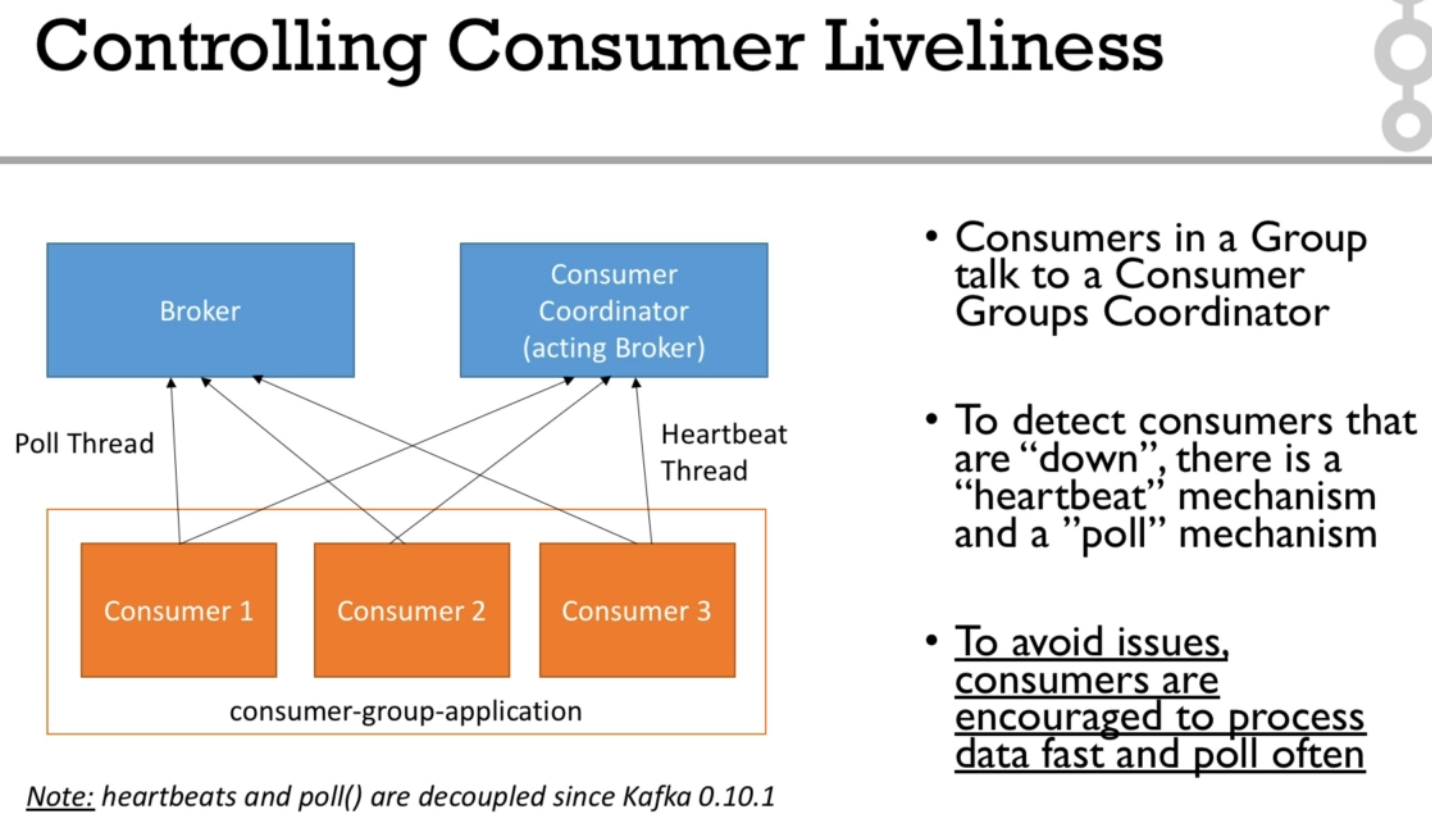 Controlling Consumer Liveliness
Broker
Consumer
Coordinator
(acting Broker)
Poll Thread
Heartbeat
Thread
Consumer 1
Consumer 2
Consumer 3
consumer-group-application
Note: heartbeats and poll() are decoupled since Kafka 0.10.1
• Consumers in a Group
talk to a Consumer
Groups Coordinator
• To detect consumers that
are “down”, there is a
“heartbeat” mechanism
and a ”poll” mechanism
• To avoid issues,
consumers are
encouraged to process
data fast and poll often